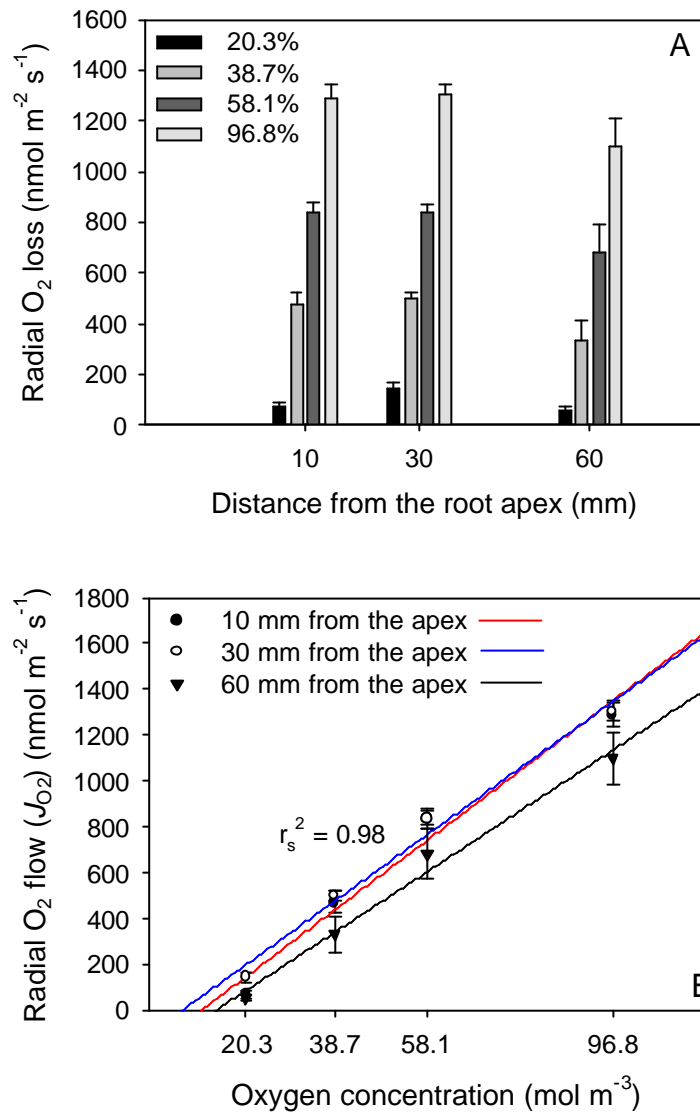 1600
1400
1200
1000
800
600
400
200
0
Radial O₂ loss (nmol m⁻² s⁻¹)
20.3%
38.7%
58.1%
96.8%
A
10 30 60
Distance from the root apex (mm)
1800
1600
1400
1200
1000
800
600
400
200
0
Radial O₂ flow (J_O2) (nmol m⁻² s⁻¹)
10 mm from the apex
30 mm from the apex
60 mm from the apex
rₛ² = 0.98
20.3 38.7 58.1 96.8
Oxygen concentration (mol m⁻³)